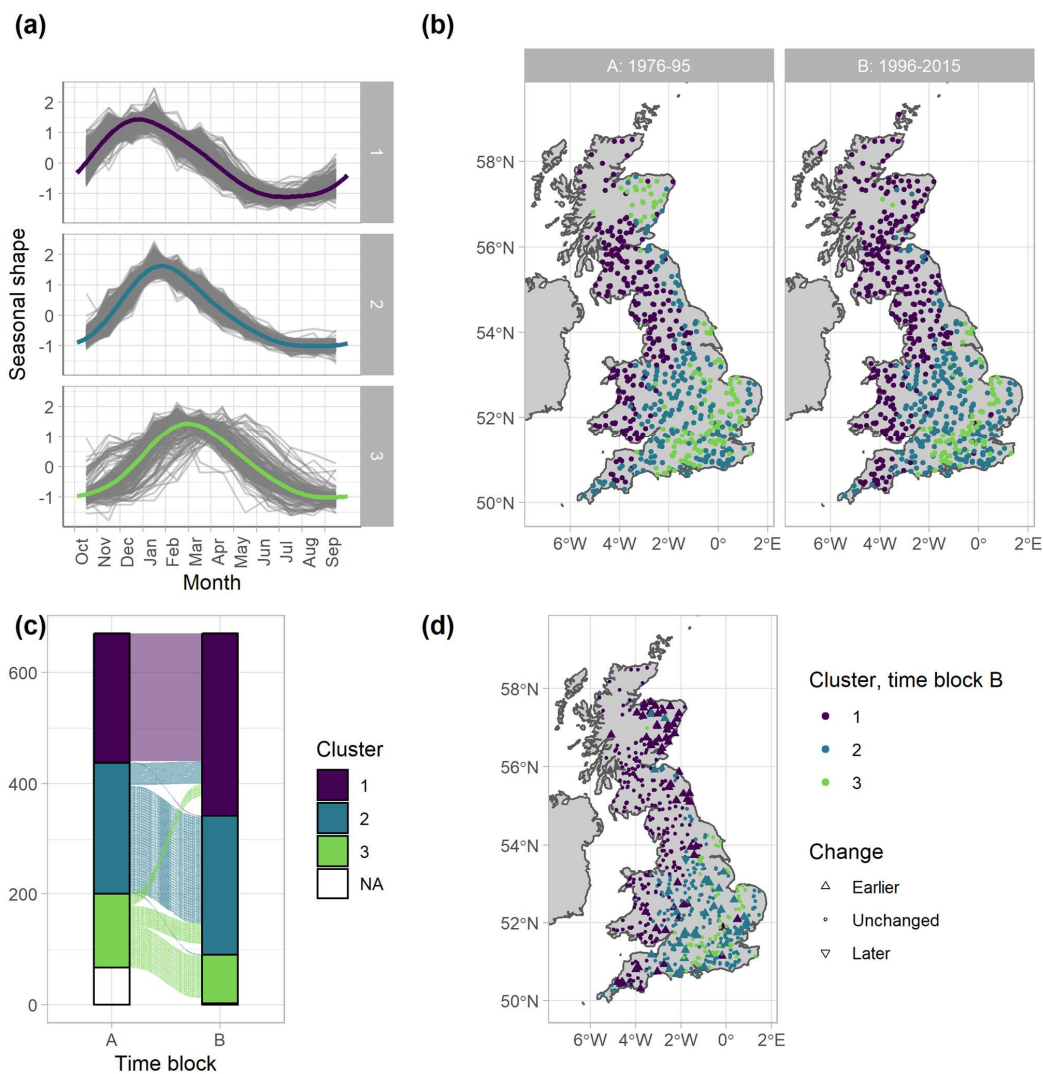 (a)
(b)
A: 1976-95
B: 1996-2015
Seasonal shape
2
1
0
-1
1
2
1
0
-1
2
2
1
0
-1
3
Oct
Nov
Dec
Jan
Feb
Mar
Apr
May
Jun
Jul
Aug
Sep
Month
58°N
56°N
54°N
52°N
50°N
6°W 4°W 2°W 0° 2°E
6°W 4°W 2°W 0° 2°E
(c)
600
400
200
0
A B
Time block
Cluster
1
2
3
NA
(d)
58°N
56°N
54°N
52°N
50°N
6°W 4°W 2°W 0° 2°E
Cluster, time block B
1
2
3
Change
Earlier
Unchanged
Later